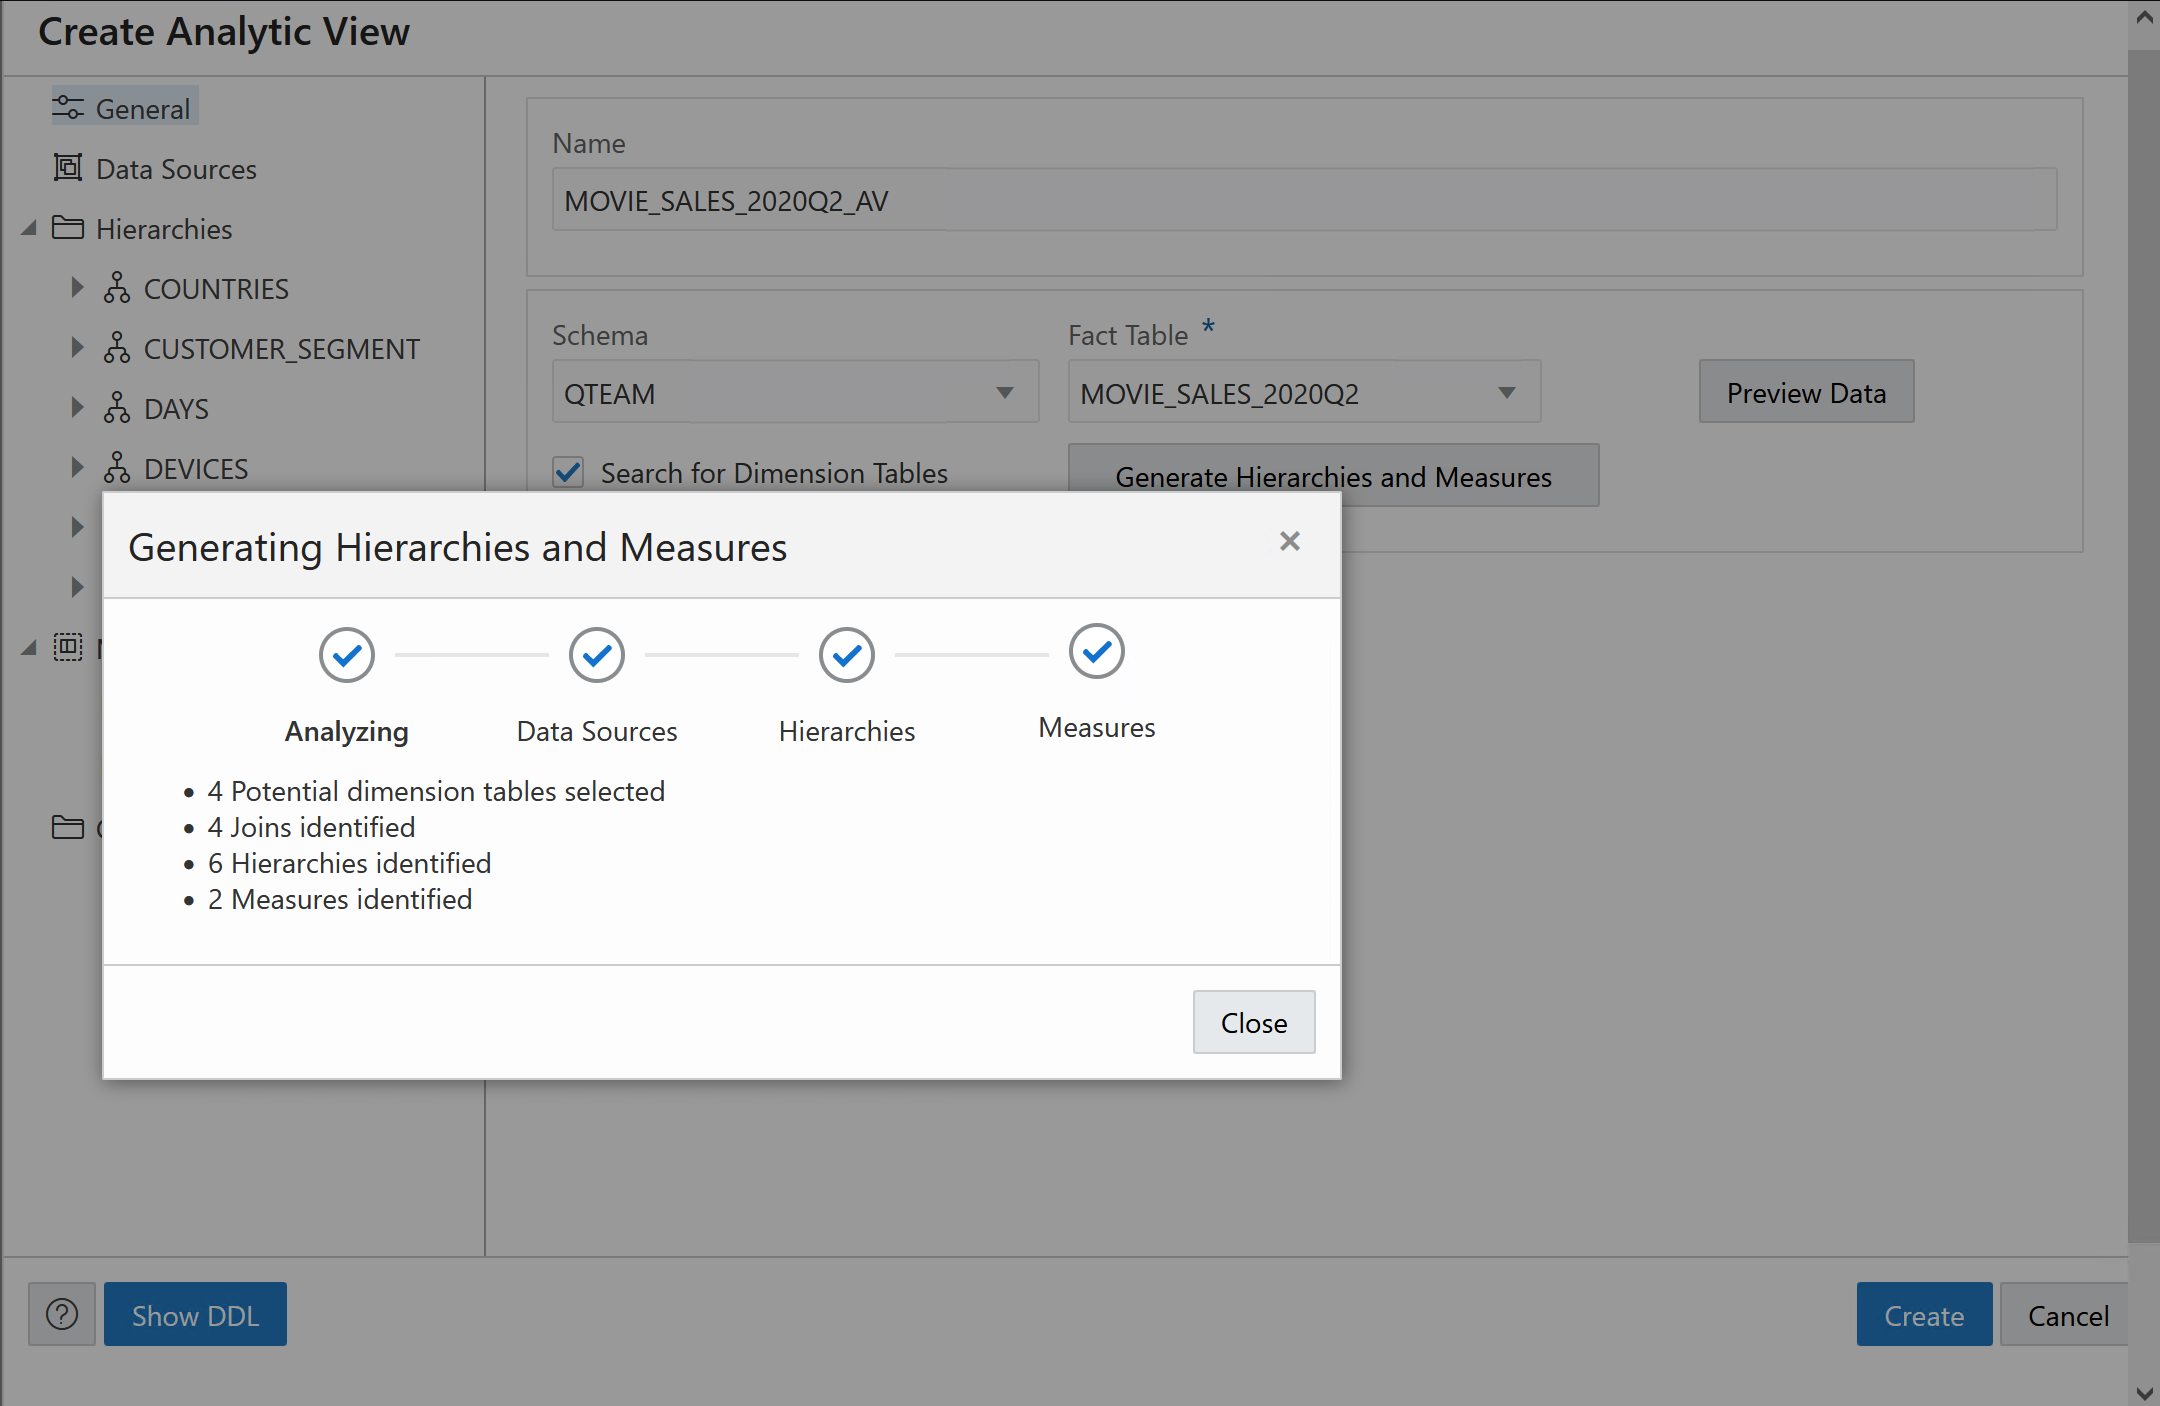 Create Analytic View
General
Data Sources
Hierarchies
COUNTRIES
CUSTOMER_SEGMENT
DAYS
DEVICES
Name
MOVIE_SALES_2020Q2_AV
Schema
Fact Table *
QTEAM
MOVIE_SALES_2020Q2
Preview Data
Search for Dimension Tables
Generate Hierarchies and Measures
Generating Hierarchies and Measures
Analyzing
Data Sources
Hierarchies
Measures
• 4 Potential dimension tables selected
• 4 Joins identified
• 6 Hierarchies identified
• 2 Measures identified
Close
? Show DDL
Create
Cancel